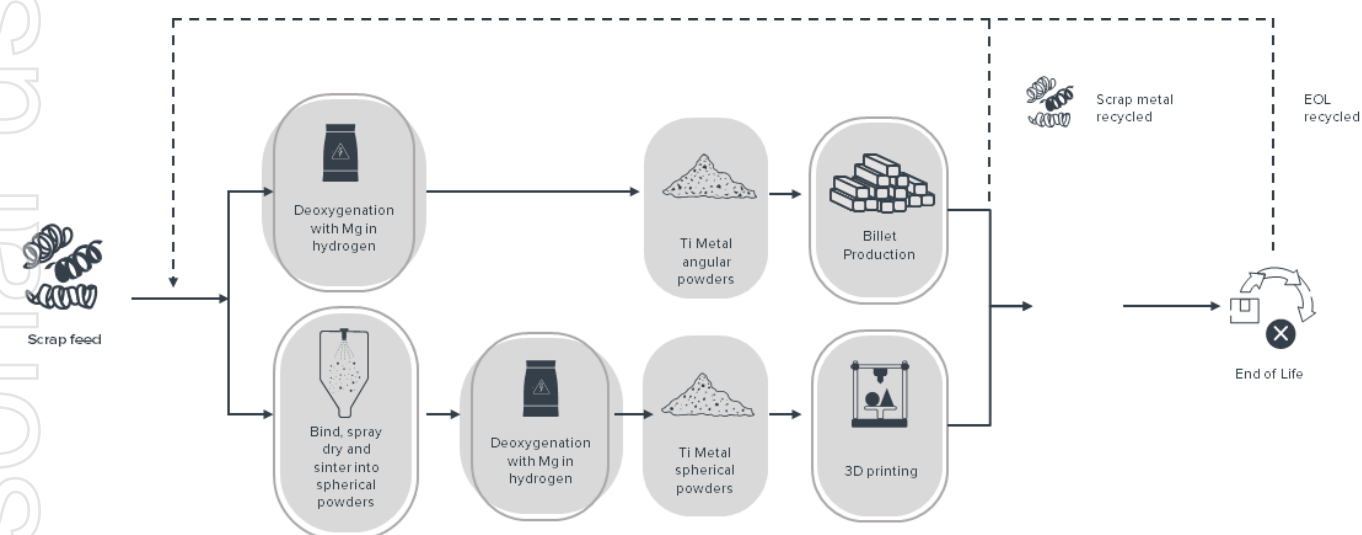 Scrap metal
recycled
EOL
recycled
Deoxygenation
with Mg in
hydrogen
Ti Metal
angular
powders
Billet
Production
Scrap feed
Bind, spray
dry and
sinter into
spherical
powders
Deoxygenation
with Mg in
hydrogen
Ti Metal
spherical
powders
3D printing
End of Life